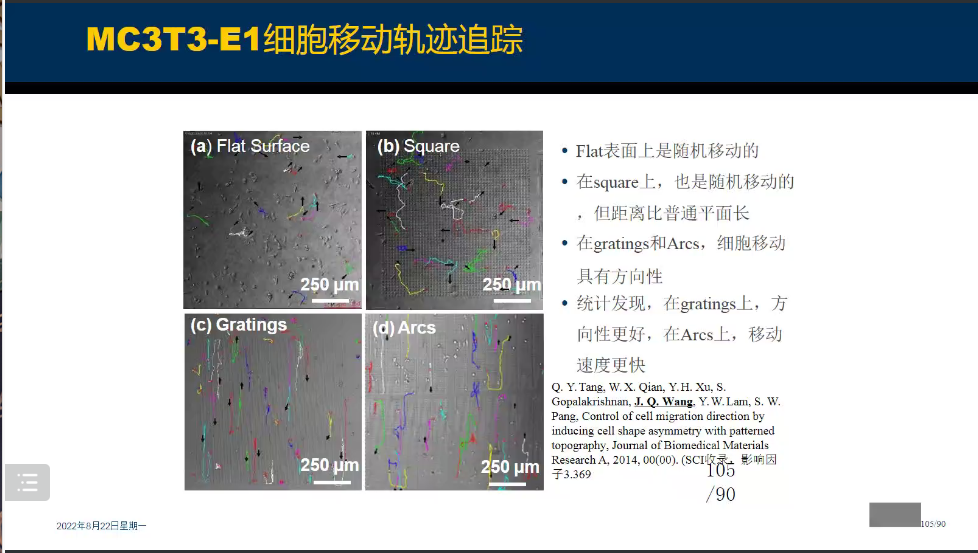 MC3T3-E1细胞移动轨迹追踪
(a) Flat Surface
250 μm
(b) Square
250 μm
(c) Gratings
250 μm
(d) Arcs
250 μm
• Flat表面上是随机移动的
• 在square上，也是随机移动的
，但距离比普通平面长
• 在gratings和Arcs，细胞移动
具有方向性
• 统计发现，在gratings上，方
向性更好，在Arcs上，移动
速度更快
Q. Y. Tang, W. X. Qian, Y. H. Xu, S.
Gopalakrishnan, J. Q. Wang, Y. W. Lam, S. W.
Pang, Control of cell migration direction by
inducing cell shape asymmetry with patterned
topography, Journal of Biomedical Materials
Research A, 2014, 00(00). (SCI收录，影响因
子3.369
105
/90
2022年8月22日星期一
105/90